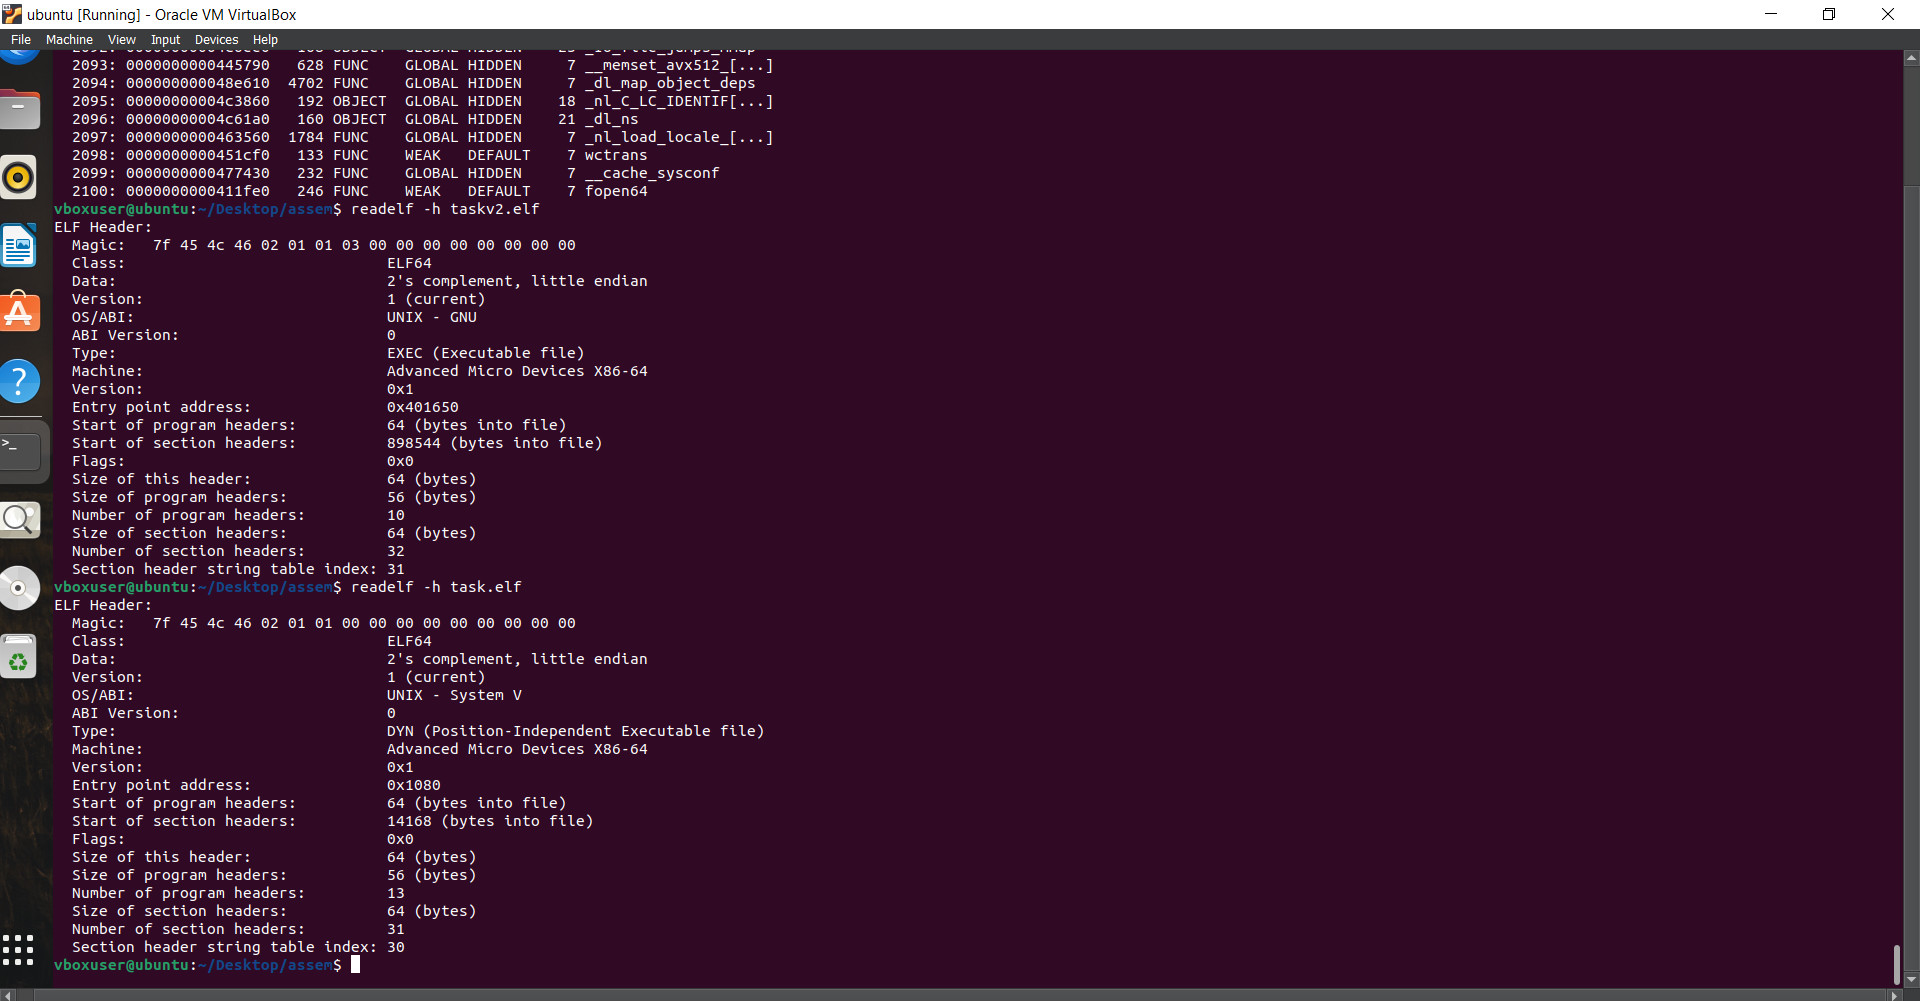 ubuntu [Running] - Oracle VM VirtualBox
File Machine View Input Devices Help
2093: 0000000000445790   628 FUNC    GLOBAL HIDDEN     7 __memset_avx512_[...]
2094: 000000000048e610  4702 FUNC    GLOBAL HIDDEN     7 _dl_map_object_deps
2095: 00000000004c3860   192 OBJECT  GLOBAL HIDDEN    18 _nl_C_LC_IDENTIF[...]
2096: 00000000004c61a0   160 OBJECT  GLOBAL HIDDEN    21 _dl_ns
2097: 0000000000463560  1784 FUNC    GLOBAL HIDDEN     7 _nl_load_locale_[...]
2098: 0000000000451cf0   133 FUNC    WEAK   DEFAULT    7 wctrans
2099: 0000000000477430   232 FUNC    GLOBAL HIDDEN     7 __cache_sysconf
2100: 0000000000411fe0   246 FUNC    WEAK   DEFAULT    7 fopen64
vboxuser@ubuntu:~/Desktop/assem$ readelf -h taskv2.elf
ELF Header:
  Magic:   7f 45 4c 46 02 01 01 03 00 00 00 00 00 00 00 00
  Class:                             ELF64
  Data:                              2's complement, little endian
  Version:                           1 (current)
  OS/ABI:                            UNIX - GNU
  ABI Version:                       0
  Type:                              EXEC (Executable file)
  Machine:                           Advanced Micro Devices X86-64
  Version:                           0x1
  Entry point address:               0x401650
  Start of program headers:          64 (bytes into file)
  Start of section headers:          898544 (bytes into file)
  Flags:                             0x0
  Size of this header:               64 (bytes)
  Size of program headers:           56 (bytes)
  Number of program headers:         10
  Size of section headers:           64 (bytes)
  Number of section headers:         32
  Section header string table index: 31
vboxuser@ubuntu:~/Desktop/assem$ readelf -h task.elf
ELF Header:
  Magic:   7f 45 4c 46 02 01 01 00 00 00 00 00 00 00 00 00
  Class:                             ELF64
  Data:                              2's complement, little endian
  Version:                           1 (current)
  OS/ABI:                            UNIX - System V
  ABI Version:                       0
  Type:                              DYN (Position-Independent Executable file)
  Machine:                           Advanced Micro Devices X86-64
  Version:                           0x1
  Entry point address:               0x1080
  Start of program headers:          64 (bytes into file)
  Start of section headers:          14168 (bytes into file)
  Flags:                             0x0
  Size of this header:               64 (bytes)
  Size of program headers:           56 (bytes)
  Number of program headers:         13
  Size of section headers:           64 (bytes)
  Number of section headers:         31
  Section header string table index: 30
vboxuser@ubuntu:~/Desktop/assem$